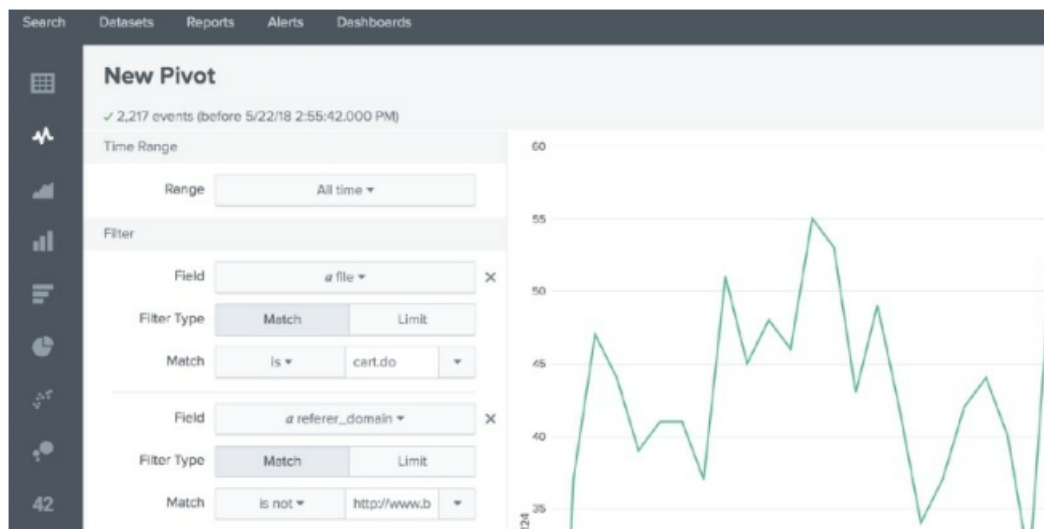 Search Datasets Reports Alerts Dashboards
New Pivot
✓ 2,217 events (before 5/22/18 2:55:42.000 PM)
Time Range
Range All time
Filter
Field a file
Filter Type Match Limit
Match is cart.do
Field a referer_domain
Filter Type Match Limit
Match is not http://www.b
42
60
55
50
45
40
35